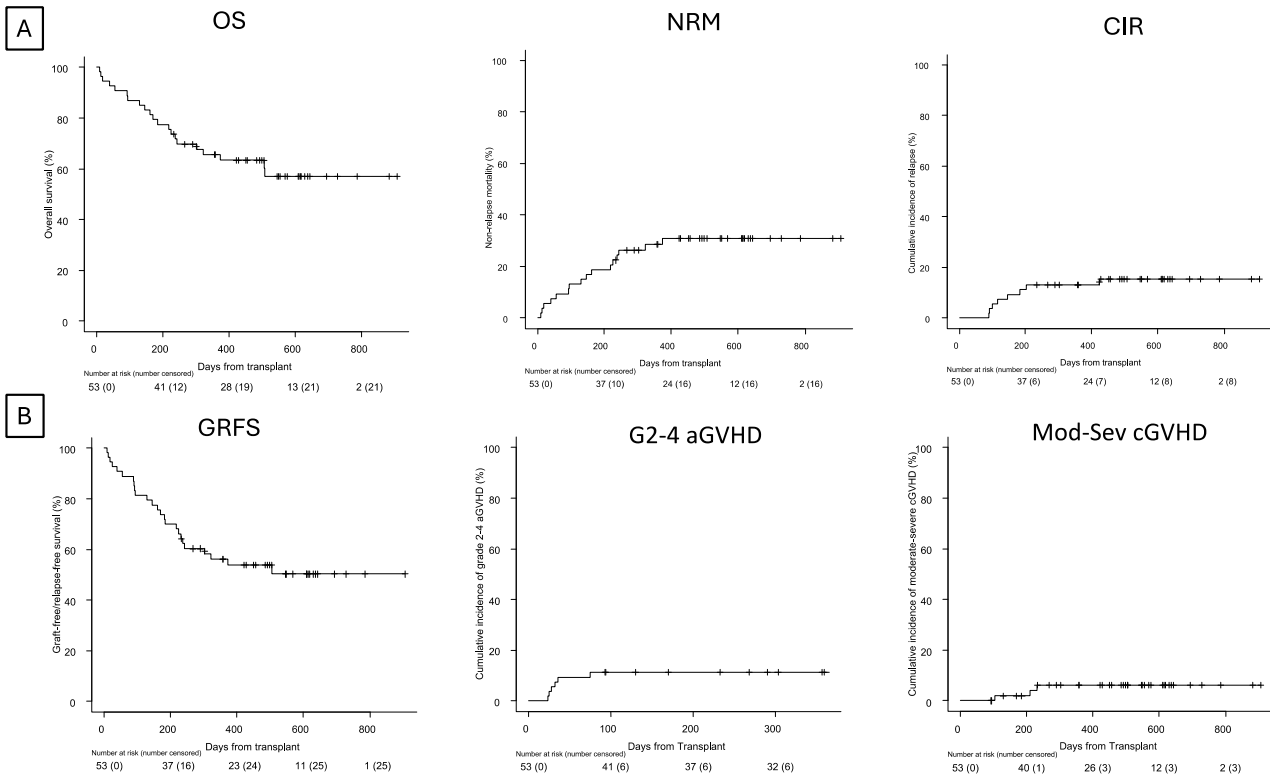 A
OS
Overall survival (%)
100
80
60
40
20
0
0 200 400 600 800
Days from transplant
Number at risk (number censored)
53 (0) 41 (12) 28 (19) 13 (21) 2 (21)
NRM
Non-relapse mortality (%)
100
80
60
40
20
0
0 200 400 600 800
Days from transplant
Number at risk (number censored)
53 (0) 37 (10) 24 (16) 12 (16) 2 (16)
CIR
Cumulative incidence of relapse (%)
100
80
60
40
20
0
0 200 400 600 800
Days from transplant
Number at risk (number censored)
53 (0) 37 (6) 24 (7) 12 (8) 2 (8)
B
GRFS
Graft-free/relapse-free survival (%)
100
80
60
40
20
0
0 200 400 600 800
Days from transplant
Number at risk (number censored)
53 (0) 37 (16) 23 (24) 11 (25) 1 (25)
G2-4 aGVHD
Cumulative incidence of grade 2-4 aGVHD (%)
100
80
60
40
20
0
0 100 200 300
Days from Transplant
Number at risk (number censored)
53 (0) 41 (6) 37 (6) 32 (6)
Mod-Sev cGVHD
Cumulative incidence of moderate-severe cGVHD (%)
100
80
60
40
20
0
0 200 400 600 800
Days from Transplant
Number at risk (number censored)
53 (0) 40 (1) 26 (3) 12 (3) 2 (3)